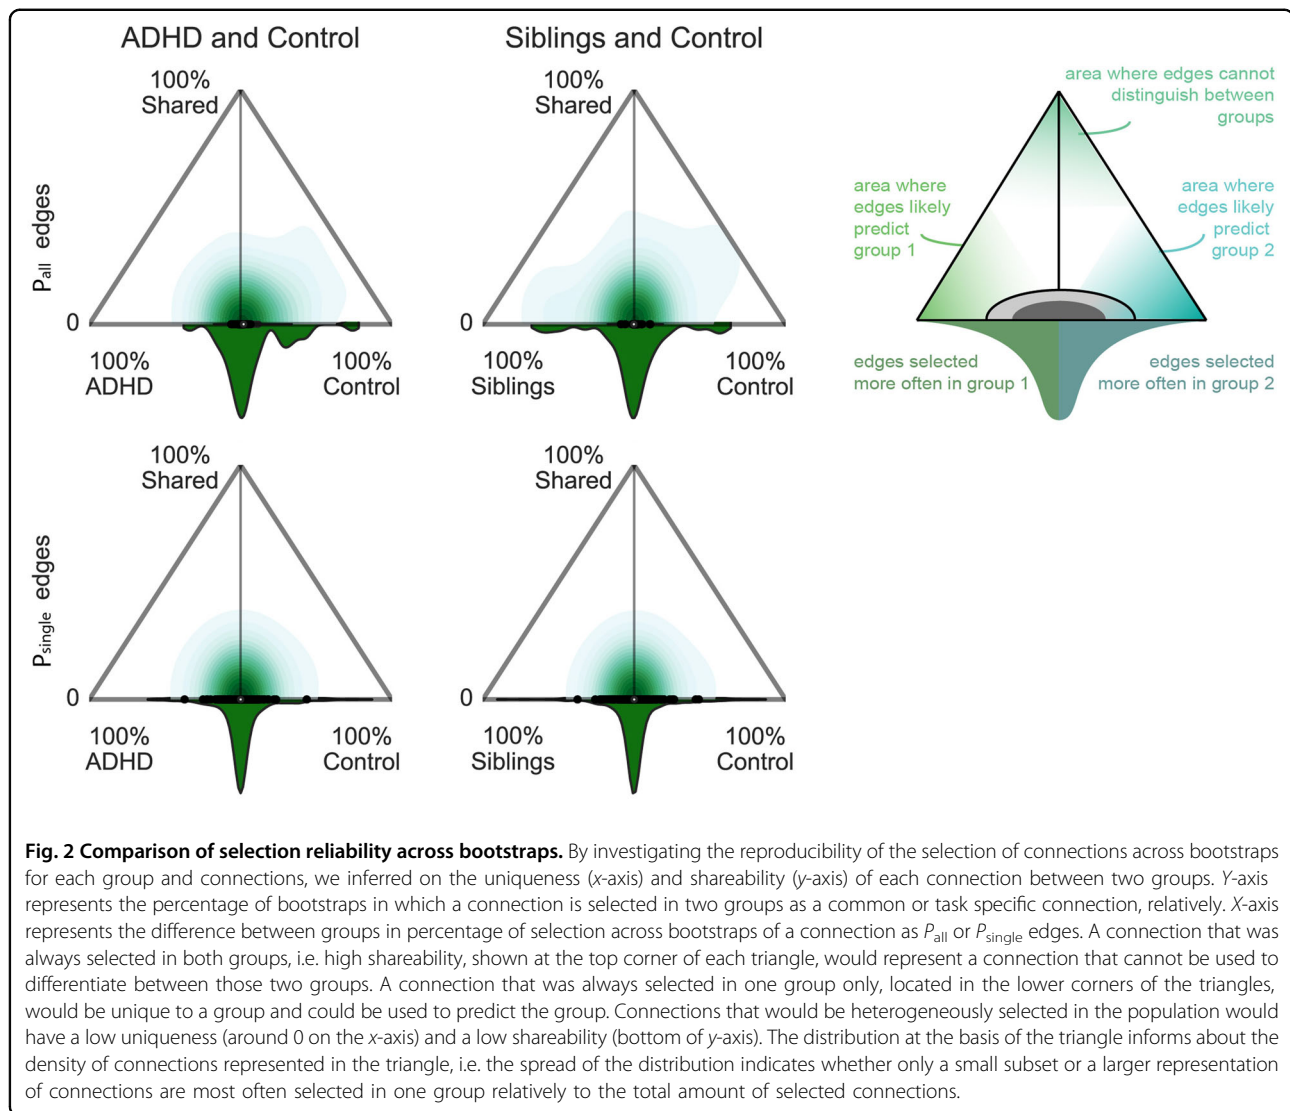 ADHD and Control
Siblings and Control
100%
Shared
100%
Shared
area where edges cannot
distinguish between
groups
area where
edges likely
predict
group 1
area where
edges likely
predict
group 2
Pall edges
0
0
100%
ADHD
100%
Control
100%
Siblings
100%
Control
edges selected
more often in group 1
edges selected
more often in group 2
100%
Shared
100%
Shared
Psingle edges
0
0
100%
ADHD
100%
Control
100%
Siblings
100%
Control
Fig. 2 Comparison of selection reliability across bootstraps. By investigating the reproducibility of the selection of connections across bootstraps
for each group and connections, we inferred on the uniqueness (x-axis) and shareability (y-axis) of each connection between two groups. Y-axis
represents the percentage of bootstraps in which a connection is selected in two groups as a common or task specific connection, relatively. X-axis
represents the difference between groups in percentage of selection across bootstraps of a connection as Pall or Psingle edges. A connection that was
always selected in both groups, i.e. high shareability, shown at the top corner of each triangle, would represent a connection that cannot be used to
differentiate between those two groups. A connection that was always selected in one group only, located in the lower corners of the triangles,
would be unique to a group and could be used to predict the group. Connections that would be heterogeneously selected in the population would
have a low uniqueness (around 0 on the x-axis) and a low shareability (bottom of y-axis). The distribution at the basis of the triangle informs about the
density of connections represented in the triangle, i.e. the spread of the distribution indicates whether only a small subset or a larger representation
of connections are most often selected in one group relatively to the total amount of selected connections.